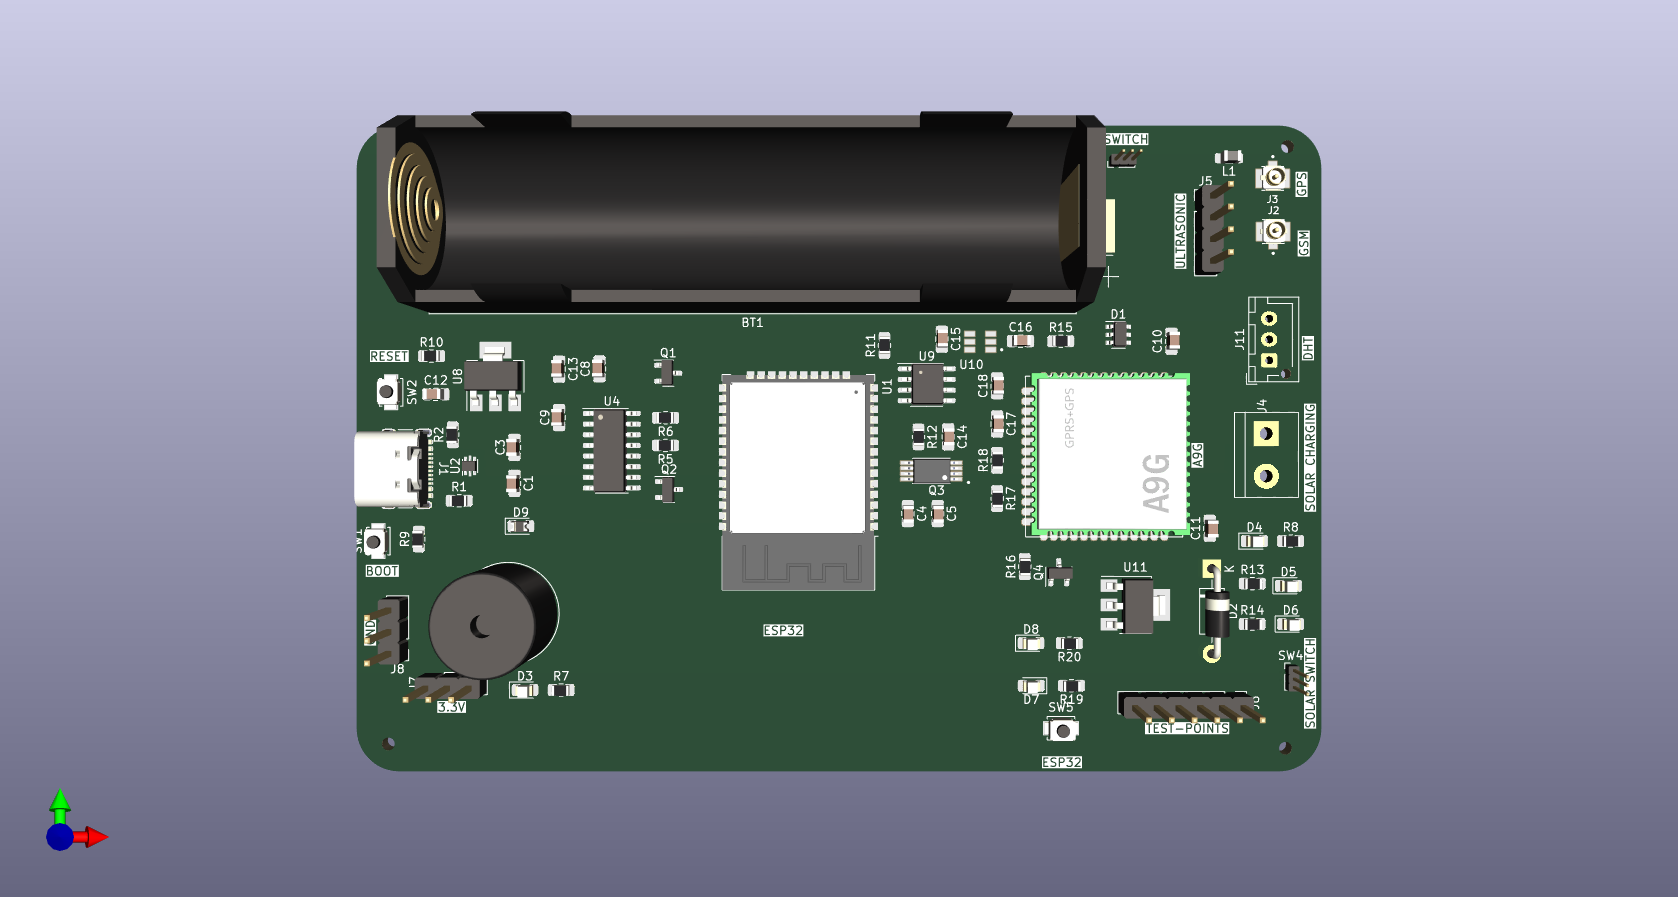 SWITCH
L1
J5
GPS
J3
J2
ULTRASONIC
GSM
BT1
D1
C15
C16
R15
C10
J11
DHT
RESET
R10
R11
U9
U10
Q1
C13
C8
U8
SW2
C12
U1
C18
GPRS+GPS
U4
C9
R6
R5
R2
C3
U2
J1
R12
C14
C17
J4
SOLAR CHARGING
A9G
A9G
R18
Q2
Q3
R1
C1
R17
C4
C5
D9
C11
D4
R8
SW1
R9
BOOT
R16
Q4
U11
K
R13
D5
D2
R14
D6
ESP32
ND
J8
D8
R20
SW4
SOLAR SWITCH
D3
R7
3.3V
D7
R19
SW5
TEST-POINTS
ESP32